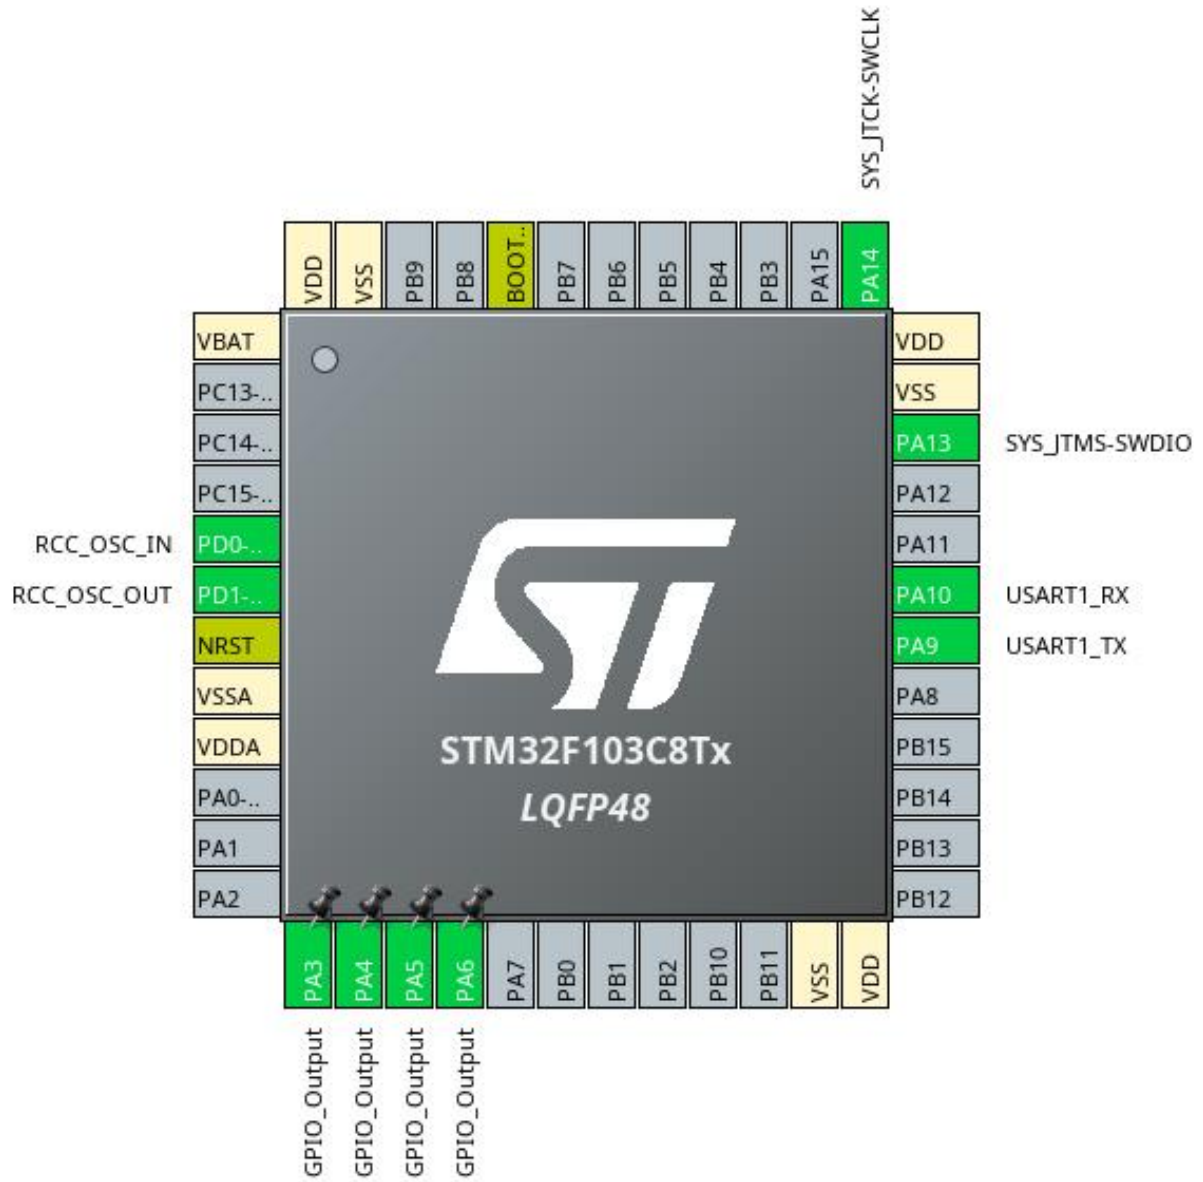 SYS_JTCK-SWCLK
VDD
VSS
PB9
PB8
BOOT..
PB7
PB6
PB5
PB4
PB3
PA15
PA14
VBAT
PC13-..
PC14-..
PC15-..
RCC_OSC_IN PD0-..
RCC_OSC_OUT PD1-..
NRST
VSSA
VDDA
PA0-..
PA1
PA2
ST
STM32F103C8Tx
LQFP48
VDD
VSS
PA13 SYS_JTMS-SWDIO
PA12
PA11
PA10 USART1_RX
PA9 USART1_TX
PA8
PB15
PB14
PB13
PB12
PA3
PA4
PA5
PA6
PA7
PB0
PB1
PB2
PB10
PB11
VSS
VDD
GPIO_Output
GPIO_Output
GPIO_Output
GPIO_Output